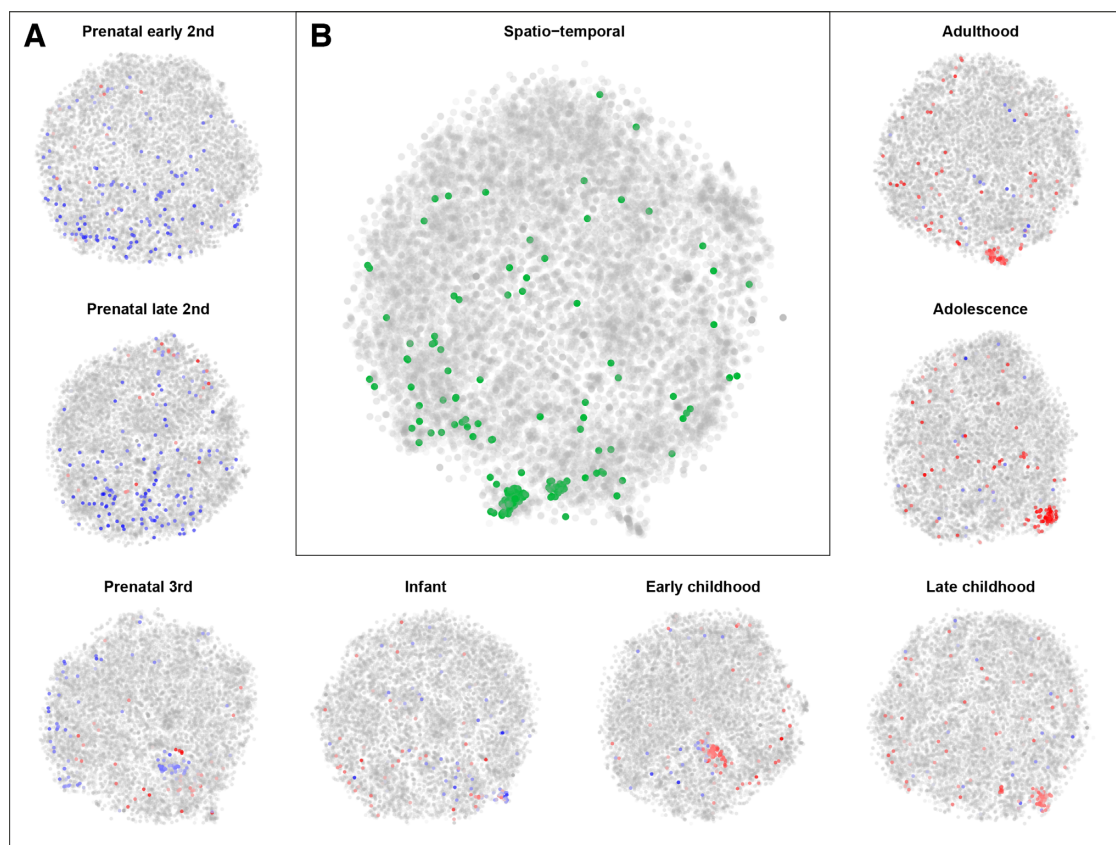 A
Prenatal early 2nd
B
Spatio−temporal
Adulthood
Prenatal late 2nd
Adolescence
Prenatal 3rd
Infant
Early childhood
Late childhood